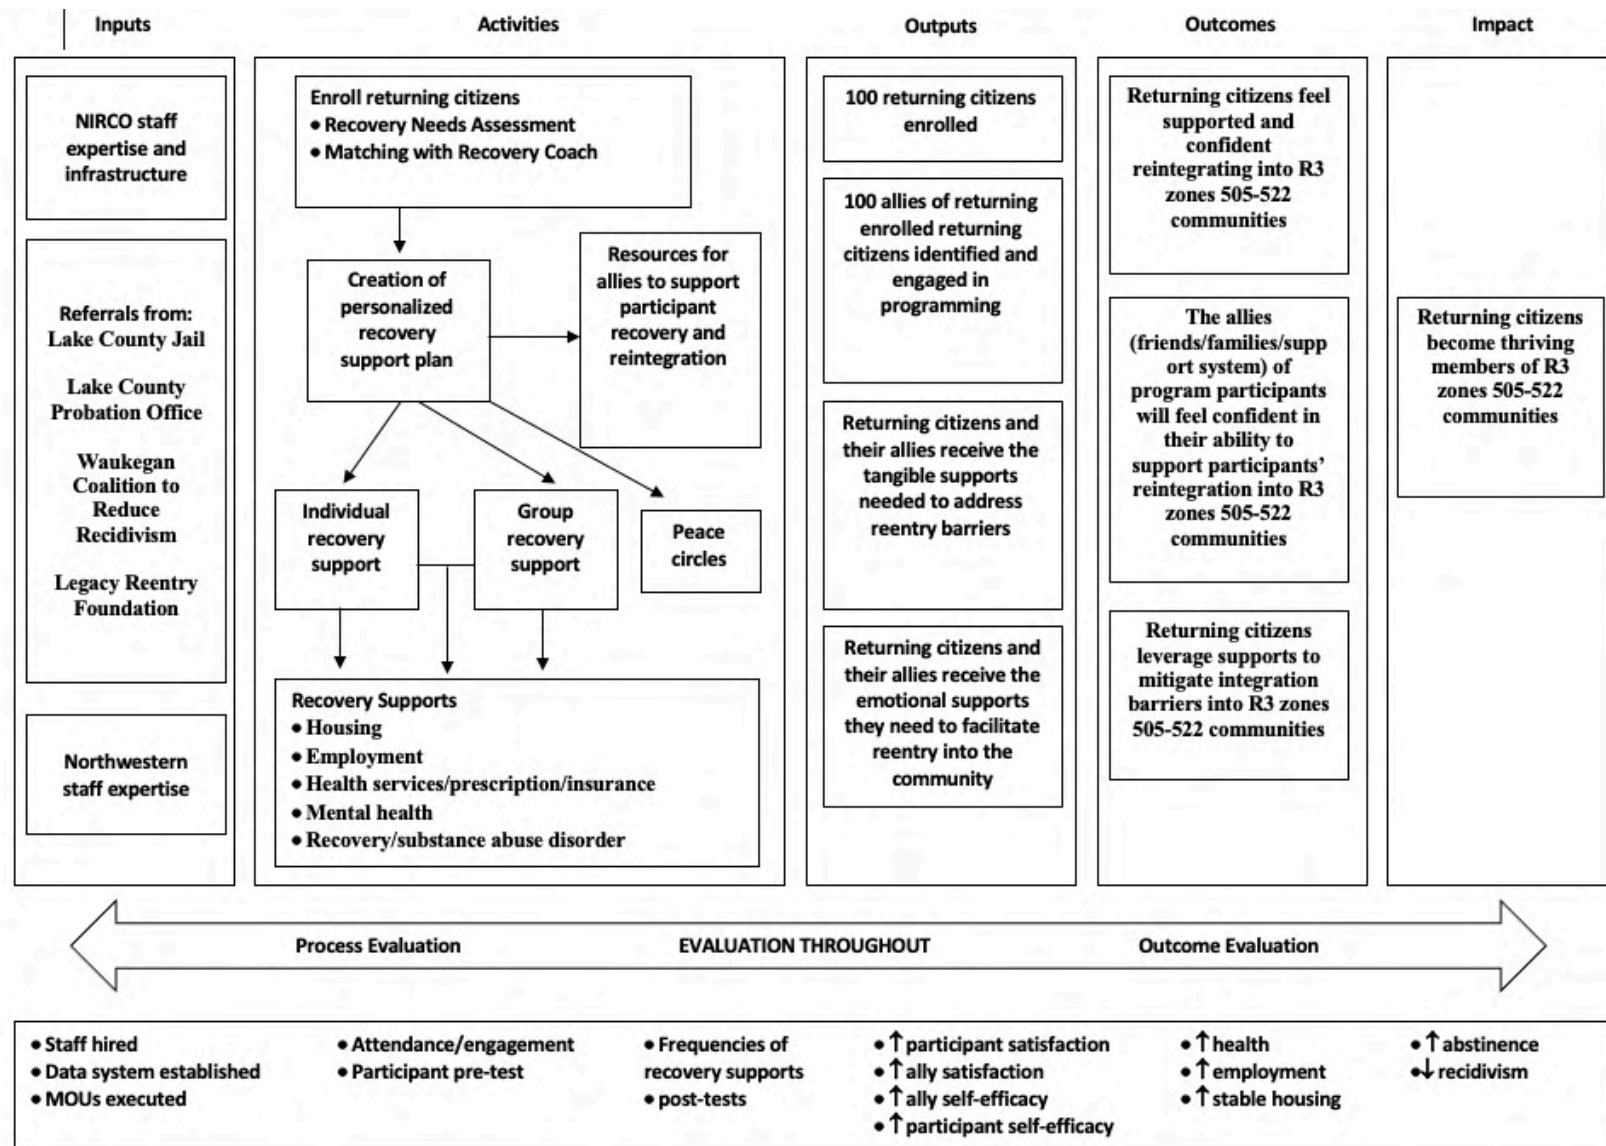 Inputs
Activities
Outputs
Outcomes
Impact
NIRCO staff
expertise and
infrastructure
Referrals from:
Lake County Jail
Lake County
Probation Office
Waukegan
Coalition to
Reduce
Recidivism
Legacy Reentry
Foundation
Northwestern
staff expertise
Enroll returning citizens
• Recovery Needs Assessment
• Matching with Recovery Coach
Creation of
personalized
recovery
support plan
Resources for
allies to support
participant
recovery and
reintegration
Individual
recovery
support
Group
recovery
support
Peace
circles
Recovery Supports
• Housing
• Employment
• Health services/prescription/insurance
• Mental health
• Recovery/substance abuse disorder
100 returning citizens
enrolled
100 allies of returning
enrolled returning
citizens identified and
engaged in
programming
Returning citizens and
their allies receive the
tangible supports
needed to address
reentry barriers
Returning citizens and
their allies receive the
emotional supports
they need to facilitate
reentry into the
community
Returning citizens feel
supported and
confident
reintegrating into R3
zones 505-522
communities
The allies
(friends/families/supp
ort system) of
program participants
will feel confident in
their ability to
support participants’
reintegration into R3
zones 505-522
communities
Returning citizens
leverage supports to
mitigate integration
barriers into R3 zones
505-522 communities
Returning citizens
become thriving
members of R3
zones 505-522
communities
Process Evaluation
EVALUATION THROUGHOUT
Outcome Evaluation
• Staff hired
• Data system established
• MOUs executed
• Attendance/engagement
• Participant pre-test
• Frequencies of
recovery supports
• post-tests
• ↑ participant satisfaction
• ↑ ally satisfaction
• ↑ ally self-efficacy
• ↑ participant self-efficacy
• ↑ health
• ↑ employment
• ↑ stable housing
• ↑ abstinence
• ↓ recidivism